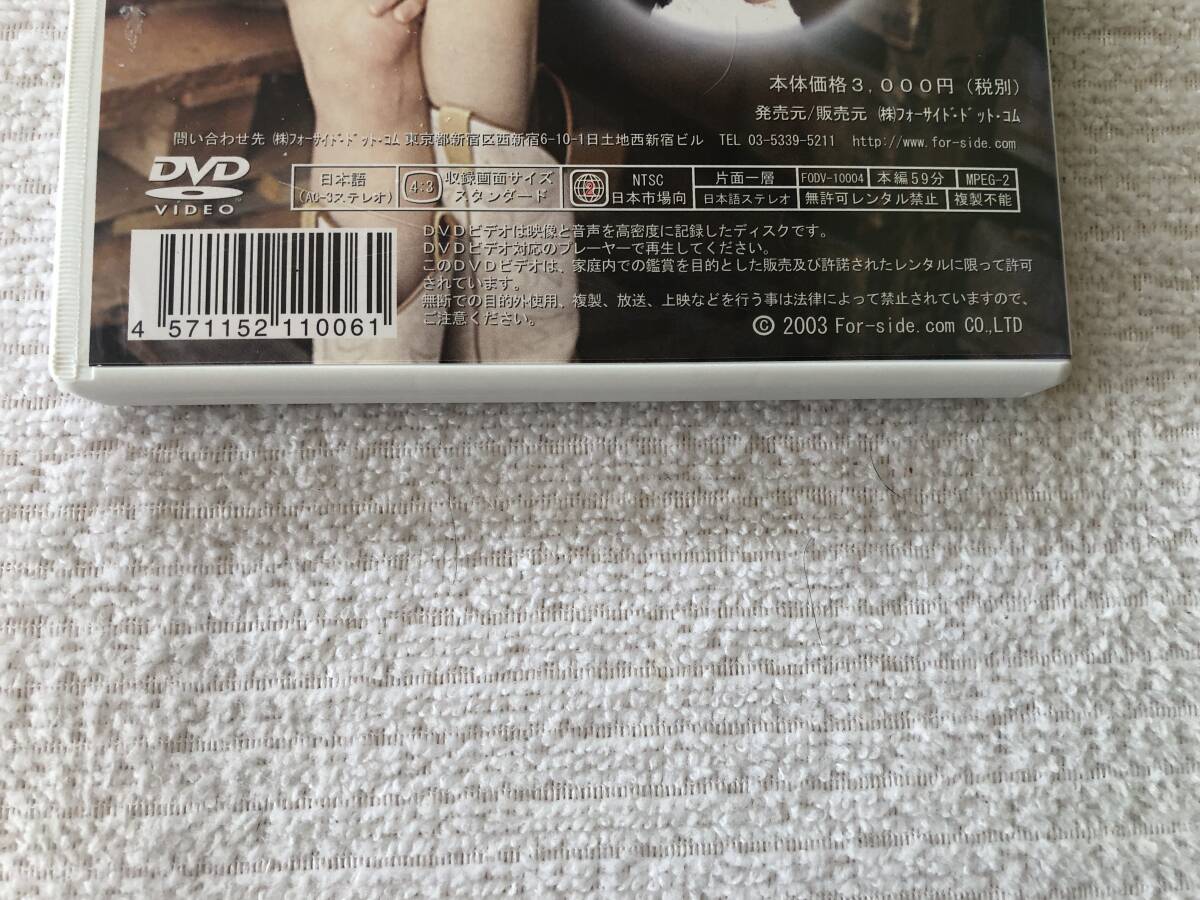 本体価格3,000円（税別）
発売元/販売元 ㈱フォーサイド・ドット・コム
問い合わせ先 ㈱フォーサイド・ドット・コム 東京都新宿区西新宿6-10-1日土地西新宿ビル TEL 03-5339-5211 http://www.for-side.com
DVD
VIDEO
日本語
(AC-3ステレオ)
4:3
収録画面サイズ
スタンダード
2
NTSC
日本市場向
片面一層
日本語ステレオ
FODV-10004
本編59分
MPEG-2
無許可レンタル禁止
複製不能
DVDビデオは映像と音声を高密度に記録したディスクです。
DVDビデオ対応のプレーヤーで再生してください。
このDVDビデオは、家庭内での鑑賞を目的とした販売及び許諾されたレンタルに限って許可
されています。
無断での目的外使用、複製、放送、上映などを行う事は法律によって禁止されていますので、
ご注意ください。
© 2003 For-side.com CO.,LTD
4 571152 110061